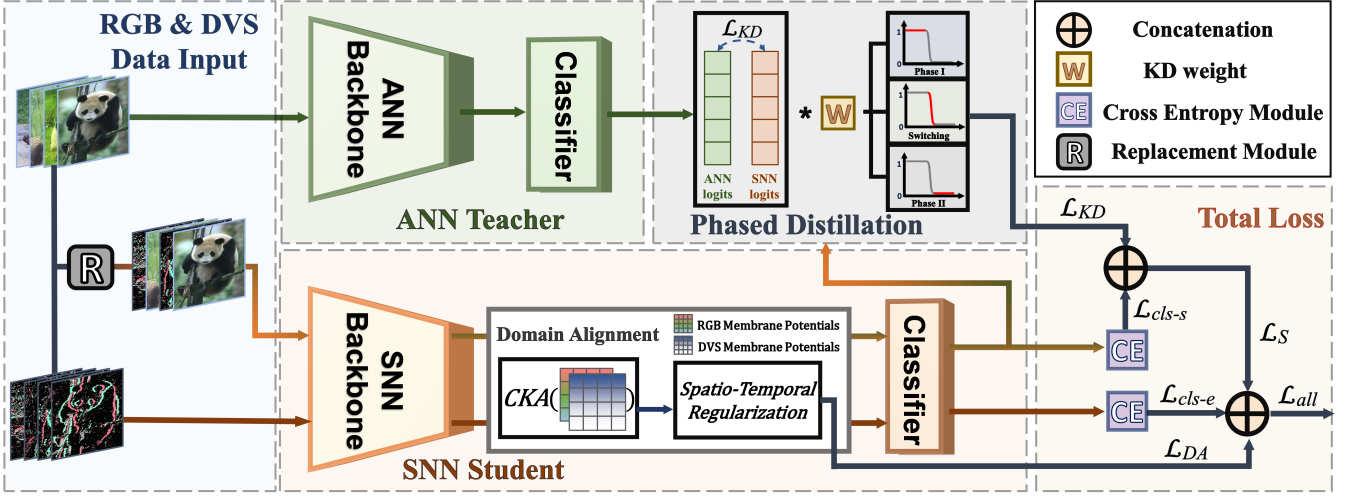 RGB & DVS
Data Input
R
ANN
Backbone
Classifier
ANN Teacher
ℒKD
ANN
logits
SNN
logits
*
W
1
0
Phase I
1
0
Switching
1
0
Phase II
Phased Distillation
Concatenation
W
KD weight
CE
Cross Entropy Module
R
Replacement Module
SNN
Backbone
Domain Alignment
RGB Membrane Potentials
DVS Membrane Potentials
CKA( )
Spatio-Temporal
Regularization
Classifier
SNN Student
Total Loss
ℒKD
ℒcls-s
CE
ℒS
CE
ℒcls-e
ℒall
ℒDA